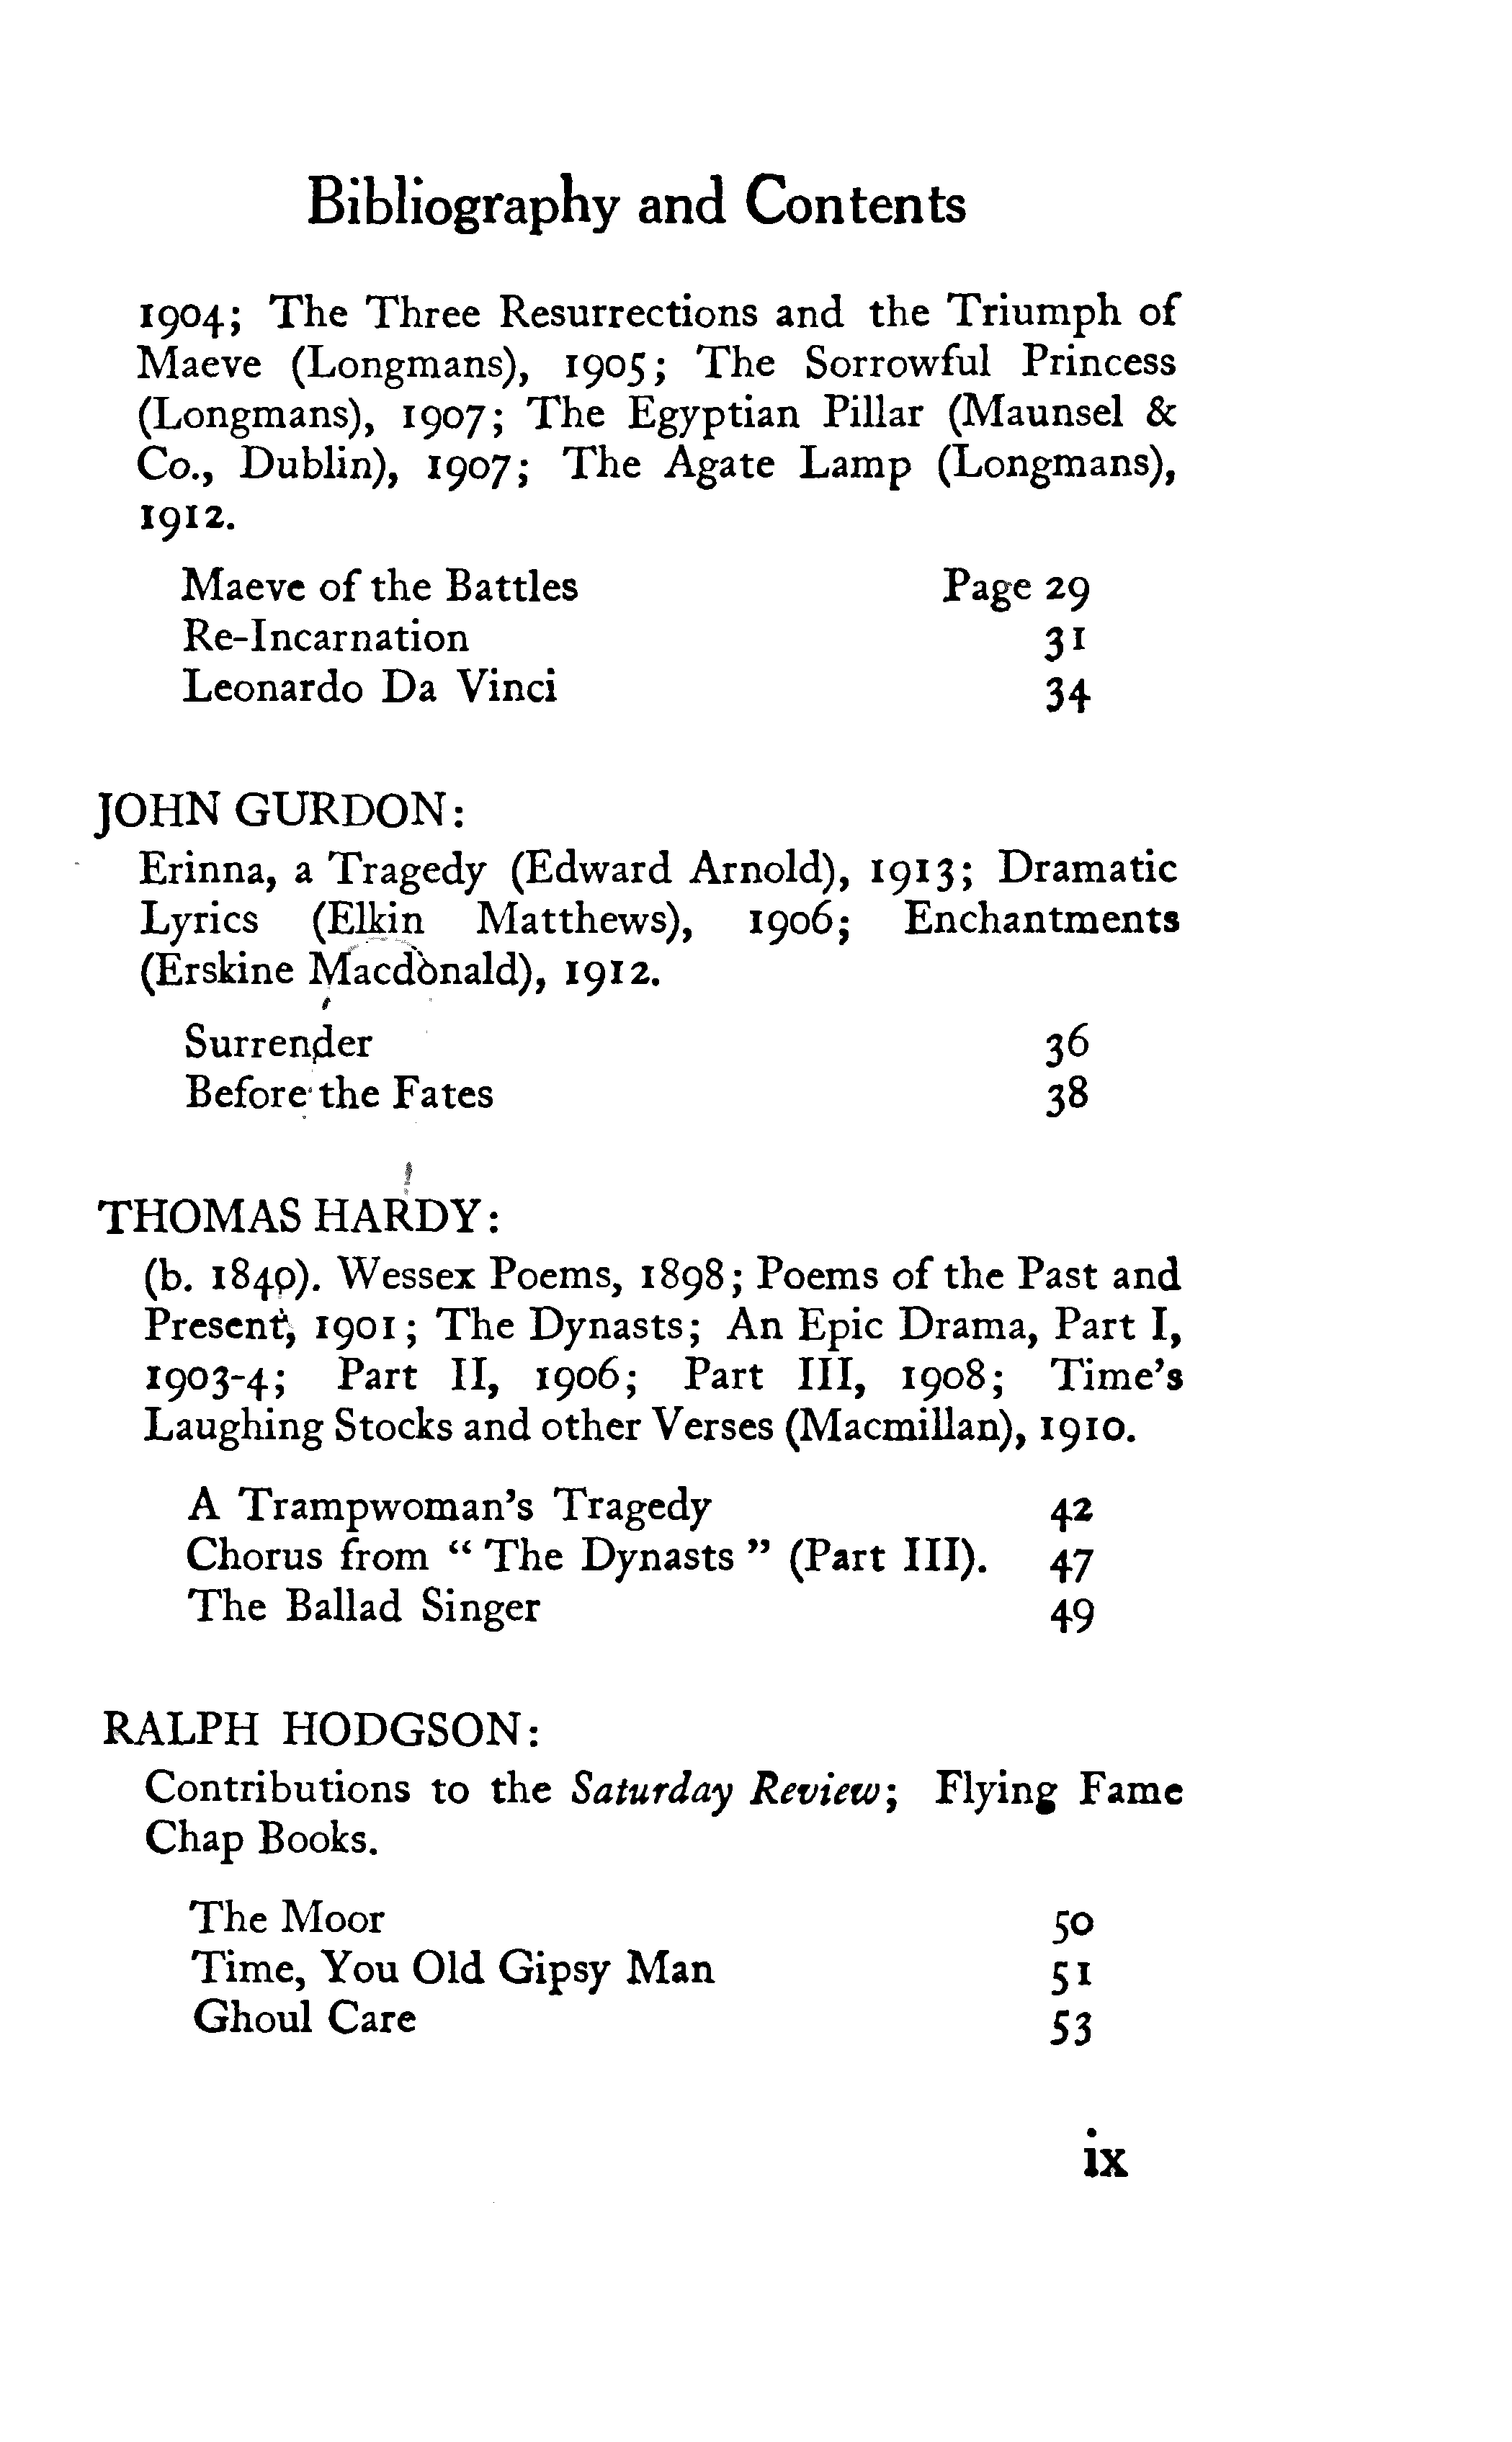 Bibliography and Contents
1904; The Three Resurrections and the Triumph of
Maeve (Longmans), 1905; The Sorrowful Princess
(Longmans), 1907; The Egyptian Pillar (Maunsel &
Co., Dublin), 1907; The Agate Lamp (Longmans),
1912.
Maeve of the Battles Page 29
Re-Incarnation 31
Leonardo Da Vinci 34
JOHN GURDON:
Erinna, a Tragedy (Edward Arnold), 1913; Dramatic
Lyrics (Elkin Matthews), 1906; Enchantments
(Erskine Macdonald), 1912.
Surrender 36
Before the Fates 38
THOMAS HARDY:
(b. 1840). Wessex Poems, 1898; Poems of the Past and
Present, 1901; The Dynasts; An Epic Drama, Part I,
1903-4; Part II, 1906; Part III, 1908; Time's
Laughing Stocks and other Verses (Macmillan), 1910.
A Trampwoman's Tragedy 42
Chorus from " The Dynasts " (Part III). 47
The Ballad Singer 49
RALPH HODGSON:
Contributions to the Saturday Review; Flying Fame
Chap Books.
The Moor 50
Time, You Old Gipsy Man 51
Ghoul Care 53
ix